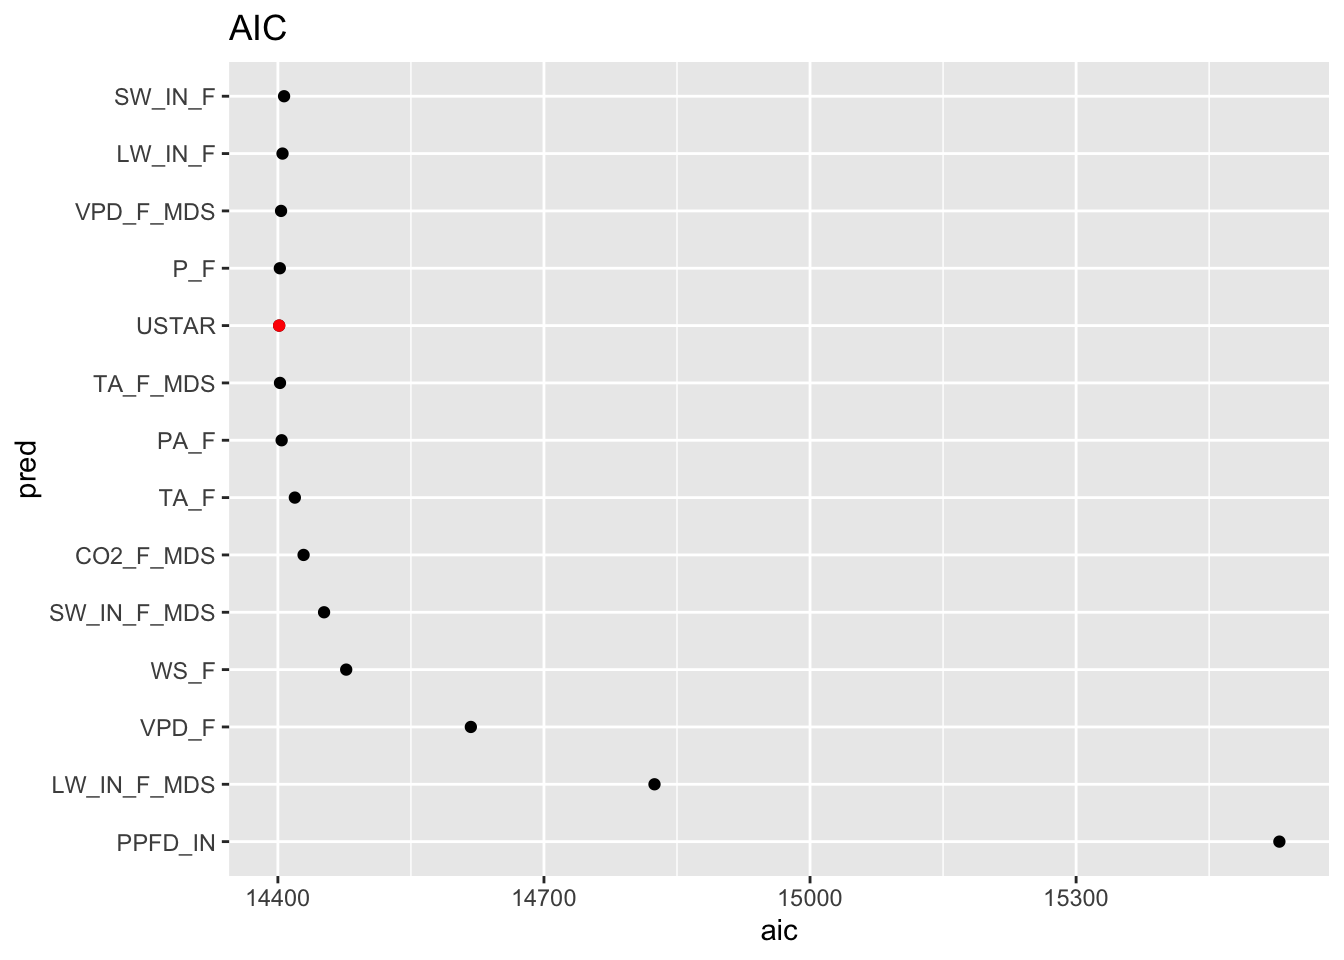 AIC
SW_IN_F
LW_IN_F
VPD_F_MDS
P_F
USTAR
TA_F_MDS
PA_F
TA_F
CO2_F_MDS
SW_IN_F_MDS
WS_F
VPD_F
LW_IN_F_MDS
PPFD_IN
pred
14400 14700 15000 15300
aic